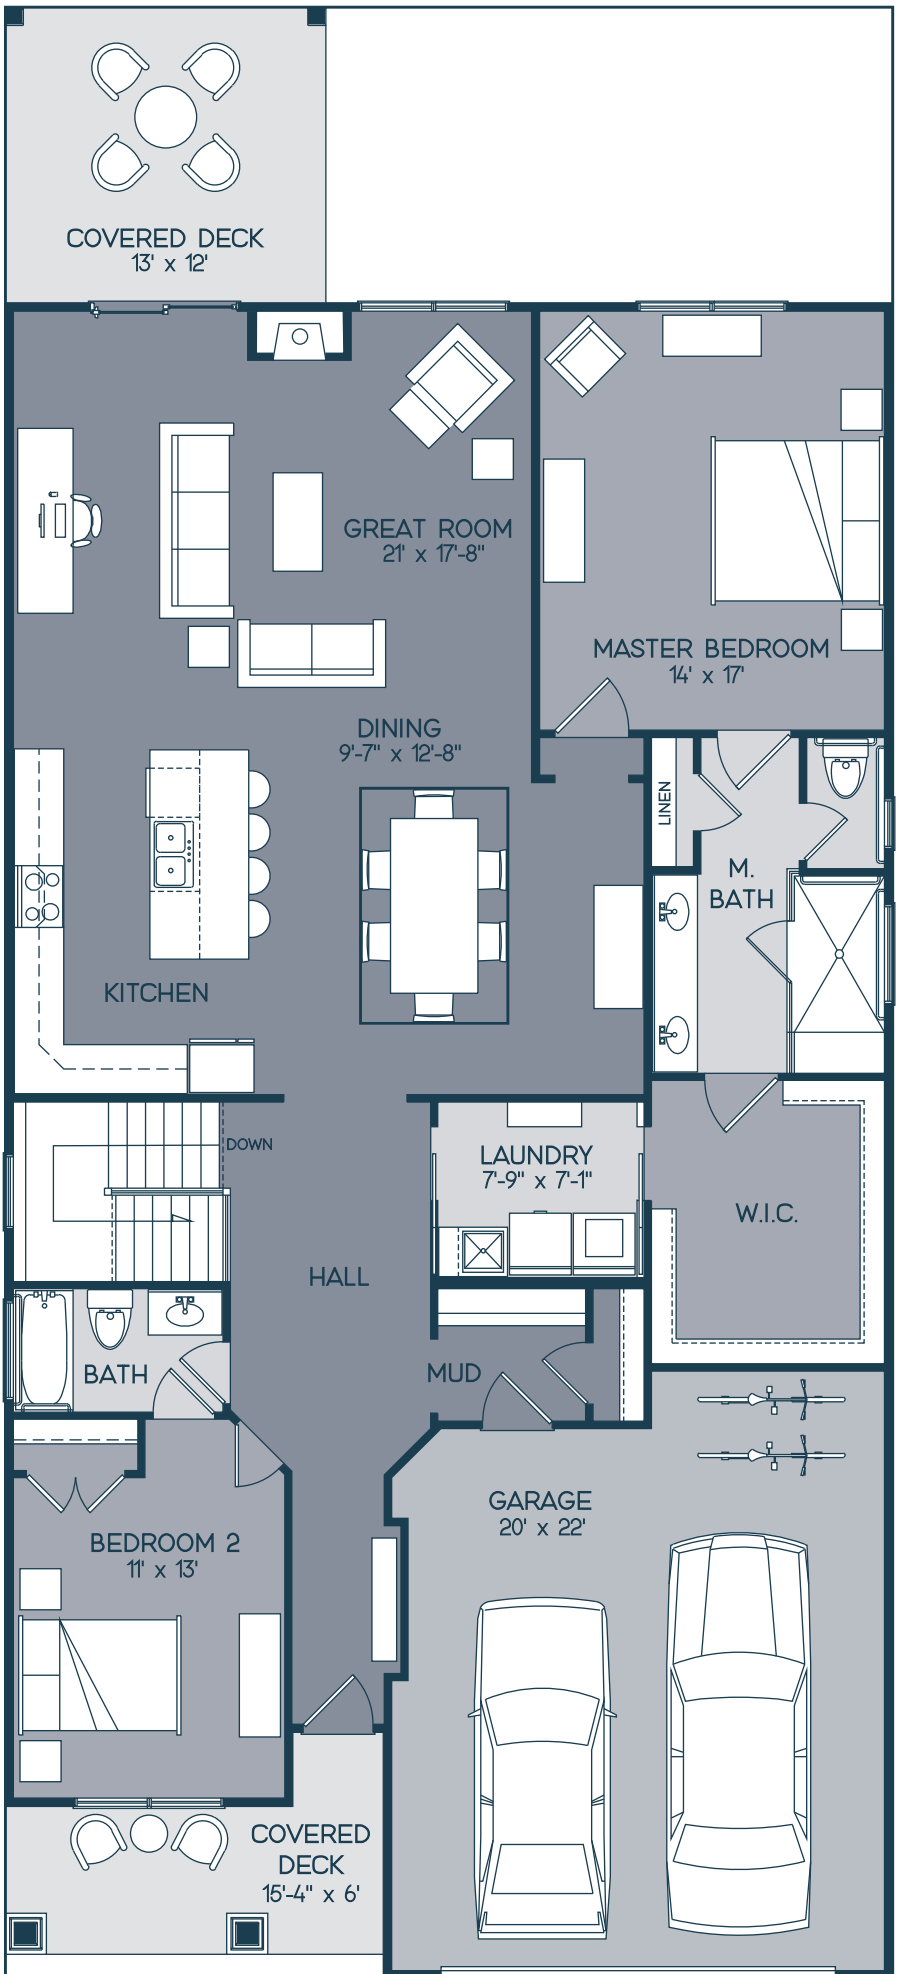 COVERED DECK
13' x 12'
GREAT ROOM
21' x 17'-8"
MASTER BEDROOM
14' x 17'
DINING
9'-7" x 12'-8"
LINEN
M.
BATH
KITCHEN
DOWN
LAUNDRY
7'-9" x 7'-1"
W.I.C.
HALL
BATH
MUD
GARAGE
20' x 22'
BEDROOM 2
11' x 13'
COVERED
DECK
15'-4" x 6'